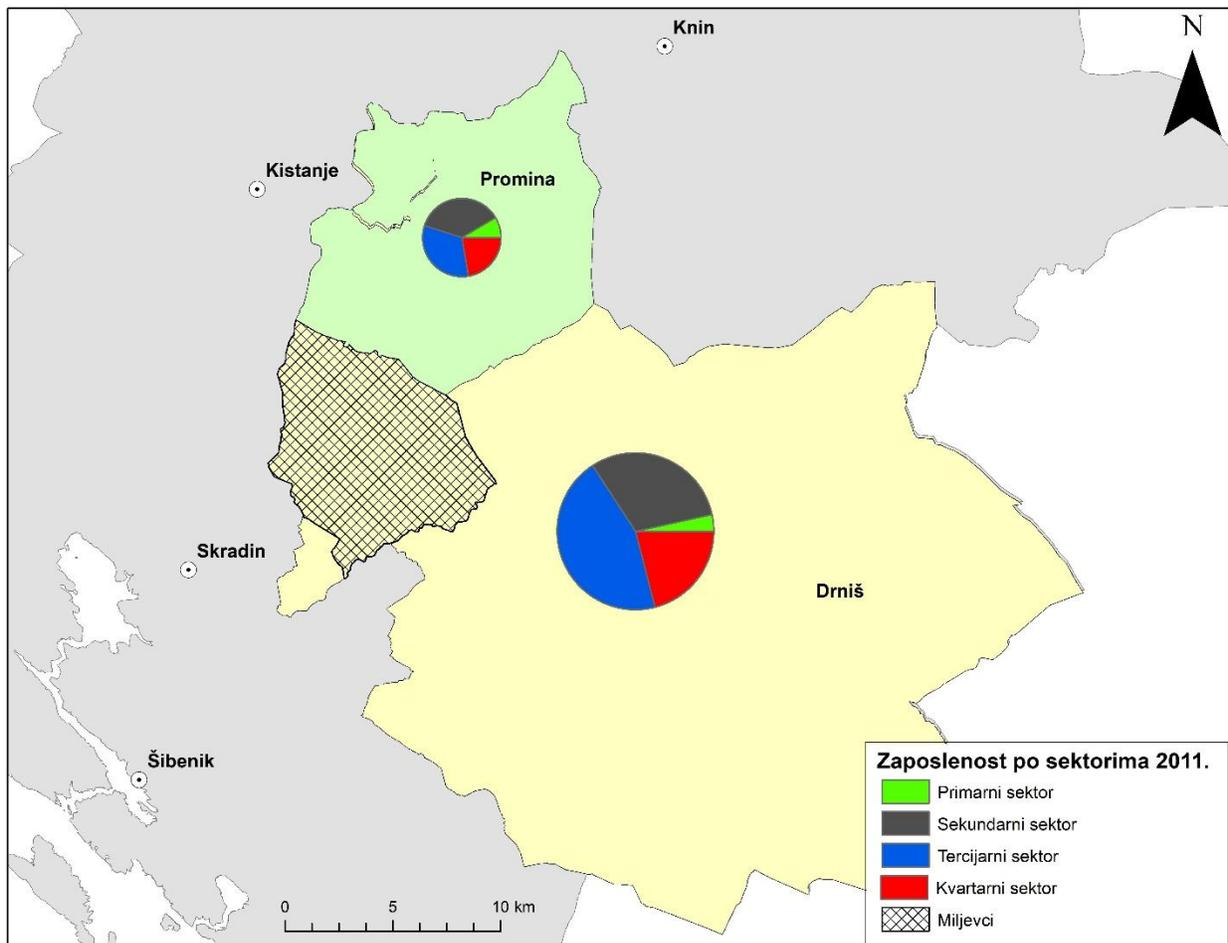 Knin
N
Kistanje
Promina
Skradin
Drniš
Šibenik
Zaposlenost po sektorima 2011.
Primarni sektor
Sekundarni sektor
Tercijarni sektor
Kvartarni sektor
Miljevci
0 5 10 km